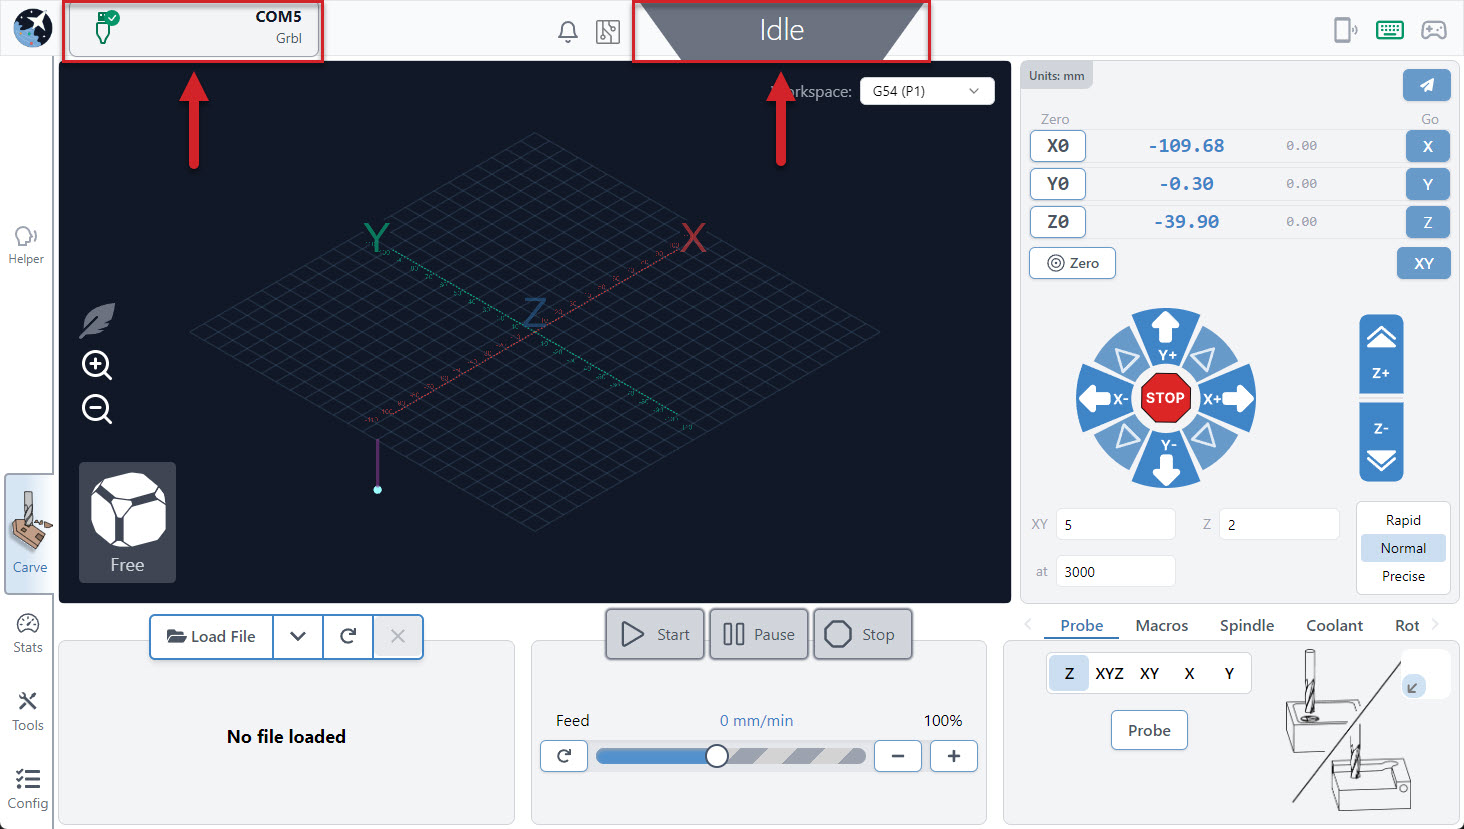 COM5
Grbl
Idle
Workspace:
G54 (P1)
Units: mm
Zero
Go
X0
-109.68
0.00
X
Y0
-0.30
0.00
Y
Z0
-39.90
0.00
Z
Zero
XY
Helper
Y
X
Z
Y+
X-
STOP
X+
Y-
Z+
Z-
Free
Carve
XY
5
Z
2
at
3000
Rapid
Normal
Precise
Load File
Start
Pause
Stop
Probe
Macros
Spindle
Coolant
Rot
Stats
Z
XYZ
XY
X
Y
Probe
No file loaded
Feed
0 mm/min
100%
Tools
Config